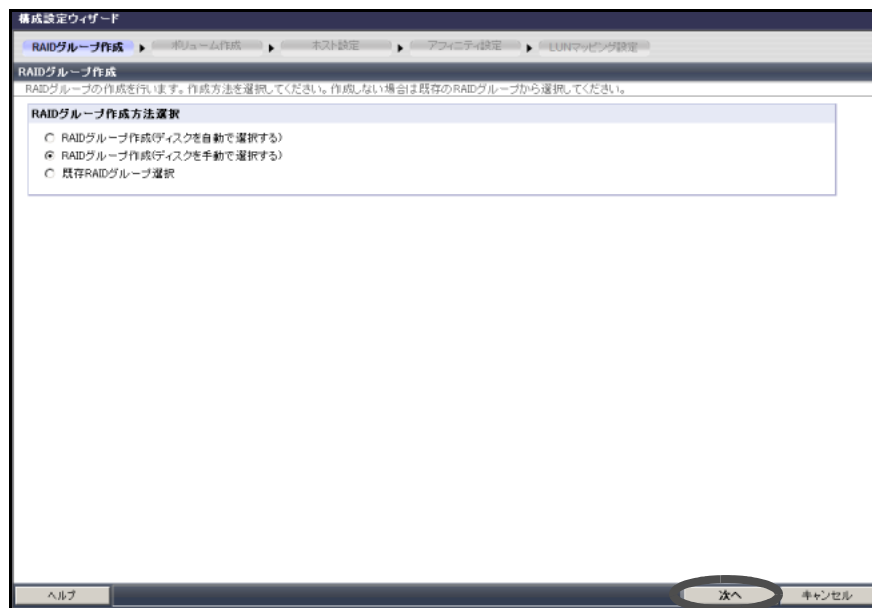 構成設定ウィザード
RAIDグループ作成 ボリューム作成 ホスト設定 アフィニティ設定 LUNマッピング設定
RAIDグループ作成
RAIDグループの作成を行います。作成方法を選択してください。作成しない場合は既存のRAIDグループから選択してください。
RAIDグループ作成方法選択
RAIDグループ作成(ディスクを自動で選択する)
RAIDグループ作成(ディスクを手動で選択する)
既存RAIDグループ選択
ヘルプ 次へ キャンセル